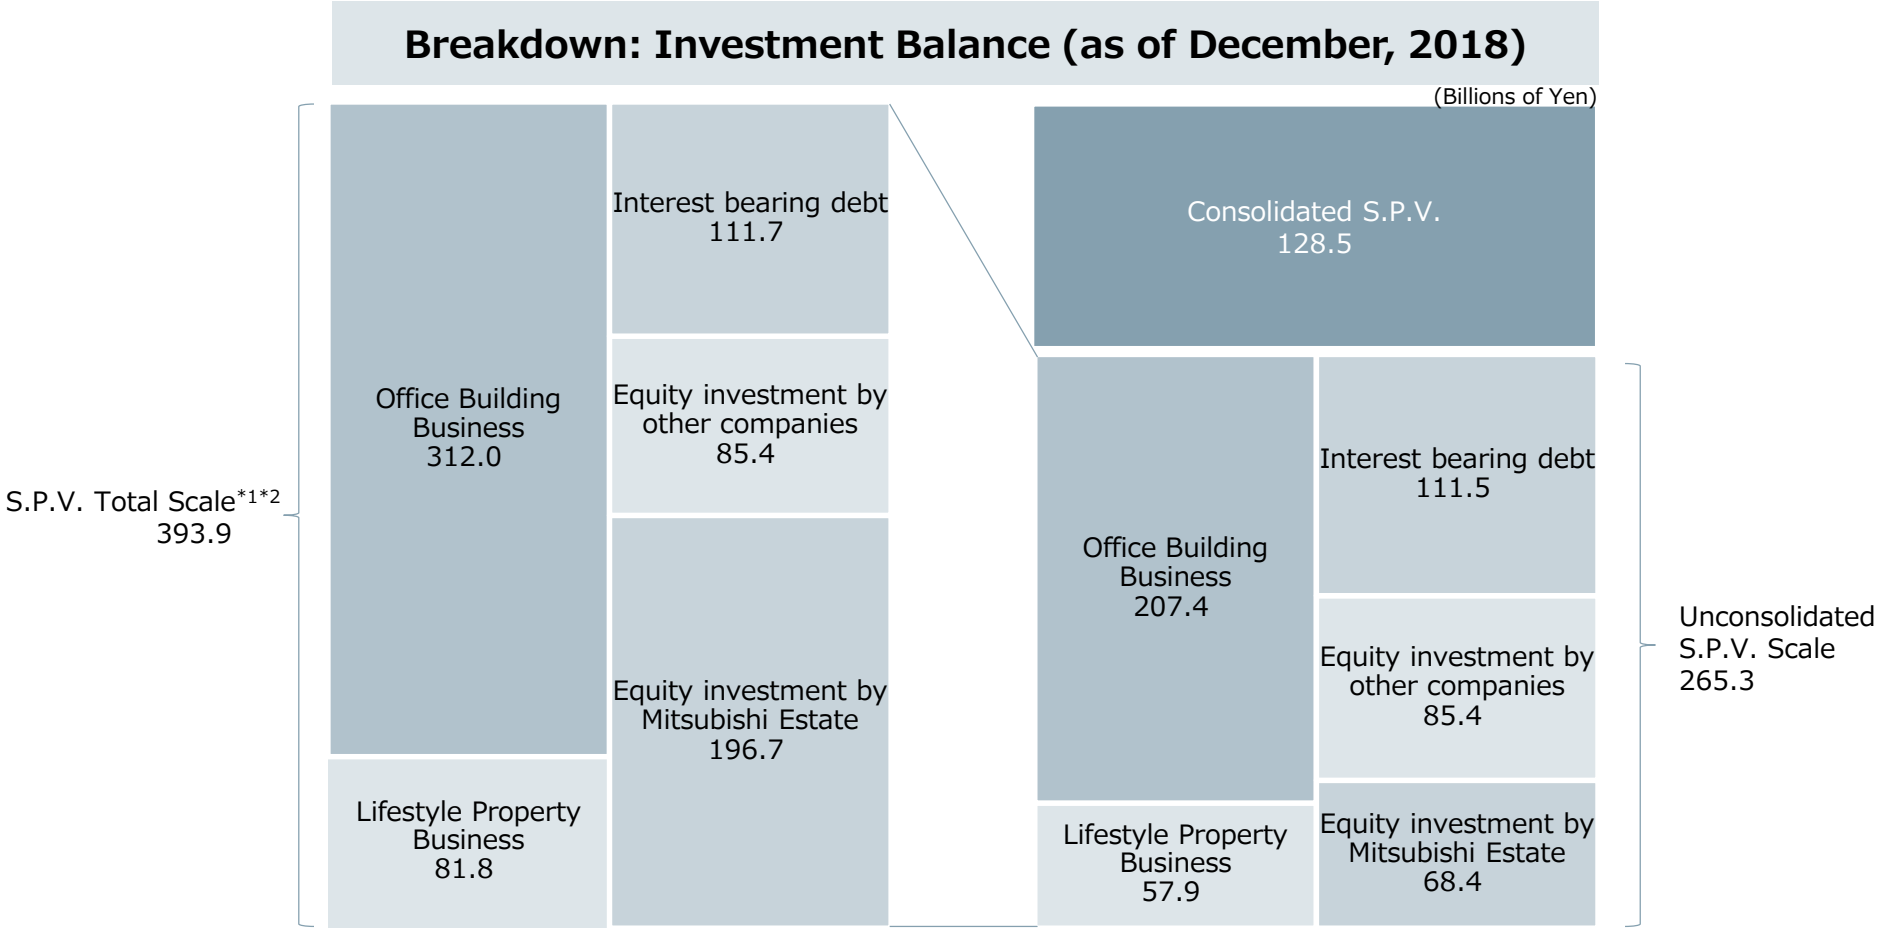 Breakdown: Investment Balance (as of December, 2018)
(Billions of Yen)
S.P.V. Total Scale*1*2
393.9
Office Building
Business
312.0
Lifestyle Property
Business
81.8
Interest bearing debt
111.7
Equity investment by
other companies
85.4
Equity investment by
Mitsubishi Estate
196.7
Consolidated S.P.V.
128.5
Office Building
Business
207.4
Lifestyle Property
Business
57.9
Interest bearing debt
111.5
Equity investment by
other companies
85.4
Equity investment by
Mitsubishi Estate
68.4
Unconsolidated
S.P.V. Scale
265.3